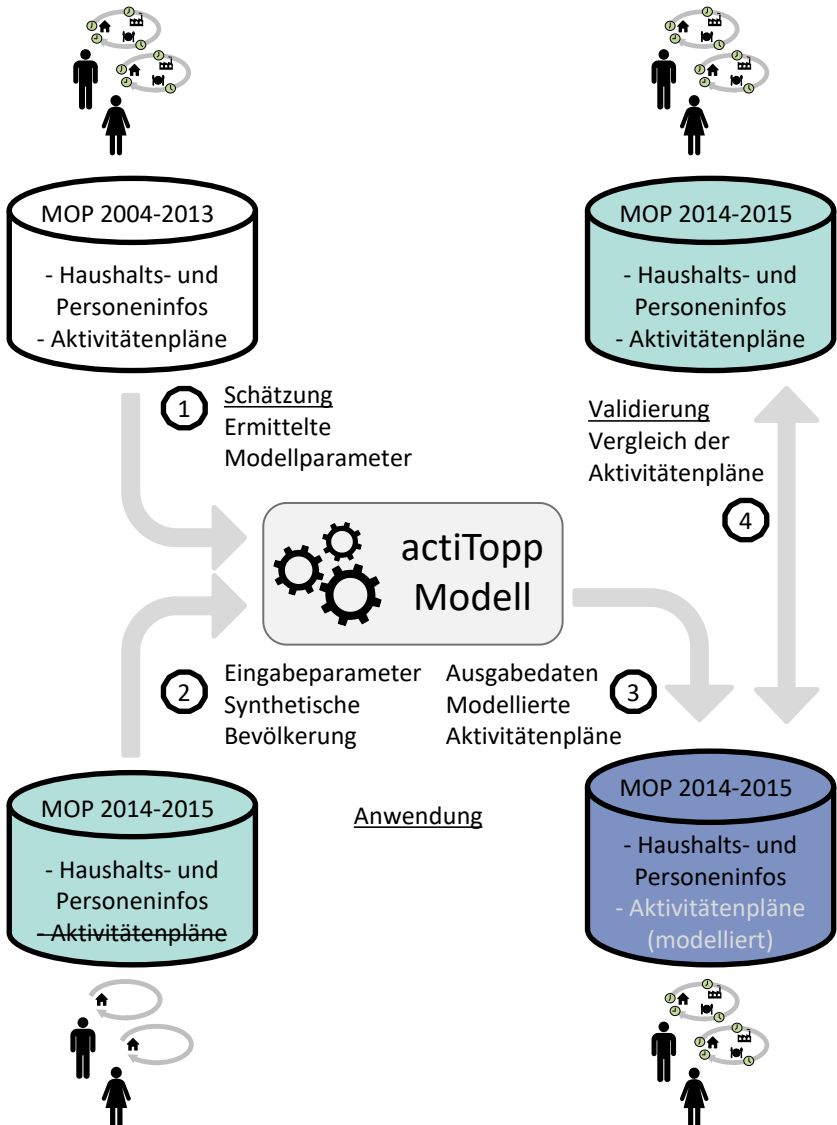 MOP 2004-2013
- Haushalts- und
Personeninfos
- Aktivitätenpläne
MOP 2014-2015
- Haushalts- und
Personeninfos
- Aktivitätenpläne
1
Schätzung
Ermittelte
Modellparameter
Validierung
Vergleich der
Aktivitätenpläne
4
actiTopp
Modell
2
Eingabeparameter
Synthetische
Bevölkerung
Ausgabedaten
Modellierte
Aktivitätenpläne
3
MOP 2014-2015
- Haushalts- und
Personeninfos
- Aktivitätenpläne
Anwendung
MOP 2014-2015
- Haushalts- und
Personeninfos
- Aktivitätenpläne
(modelliert)